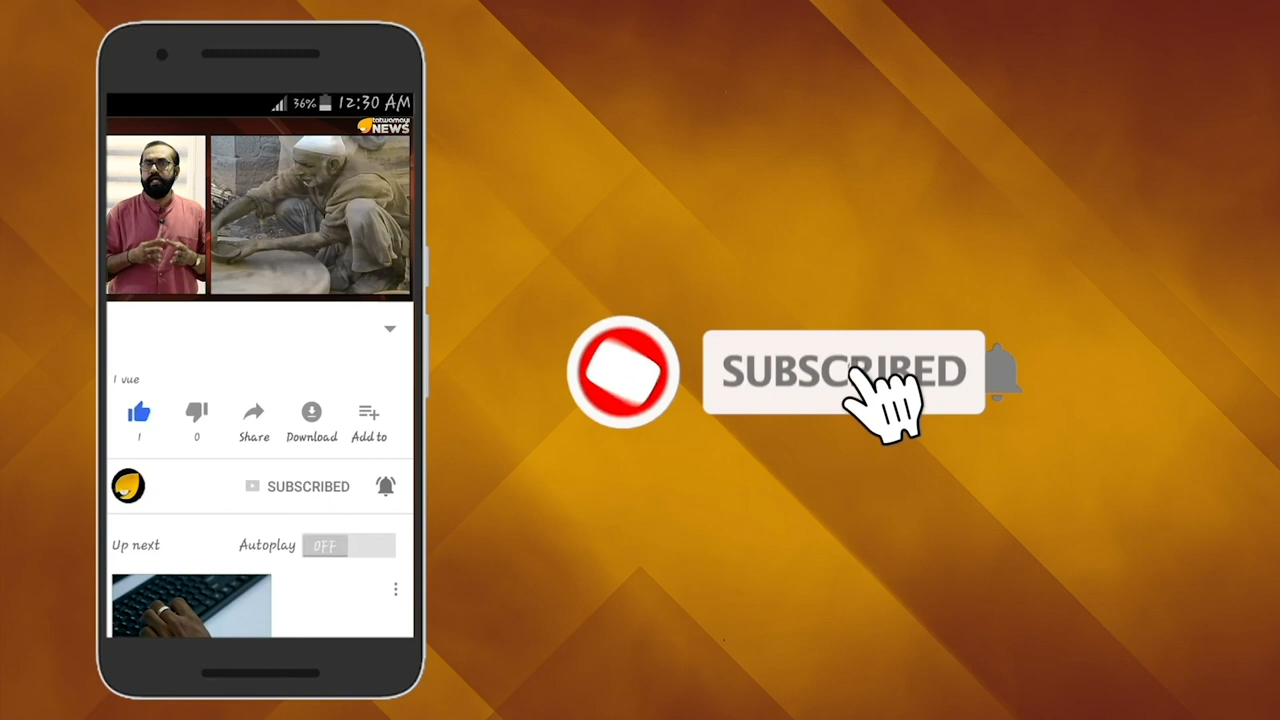 36% 12:30 AM
tatwamayi
NEWS
1 vue
1
0
Share
Download
Add to
SUBSCRIBED
Up next
Autoplay
OFF
SUBSCRIBED